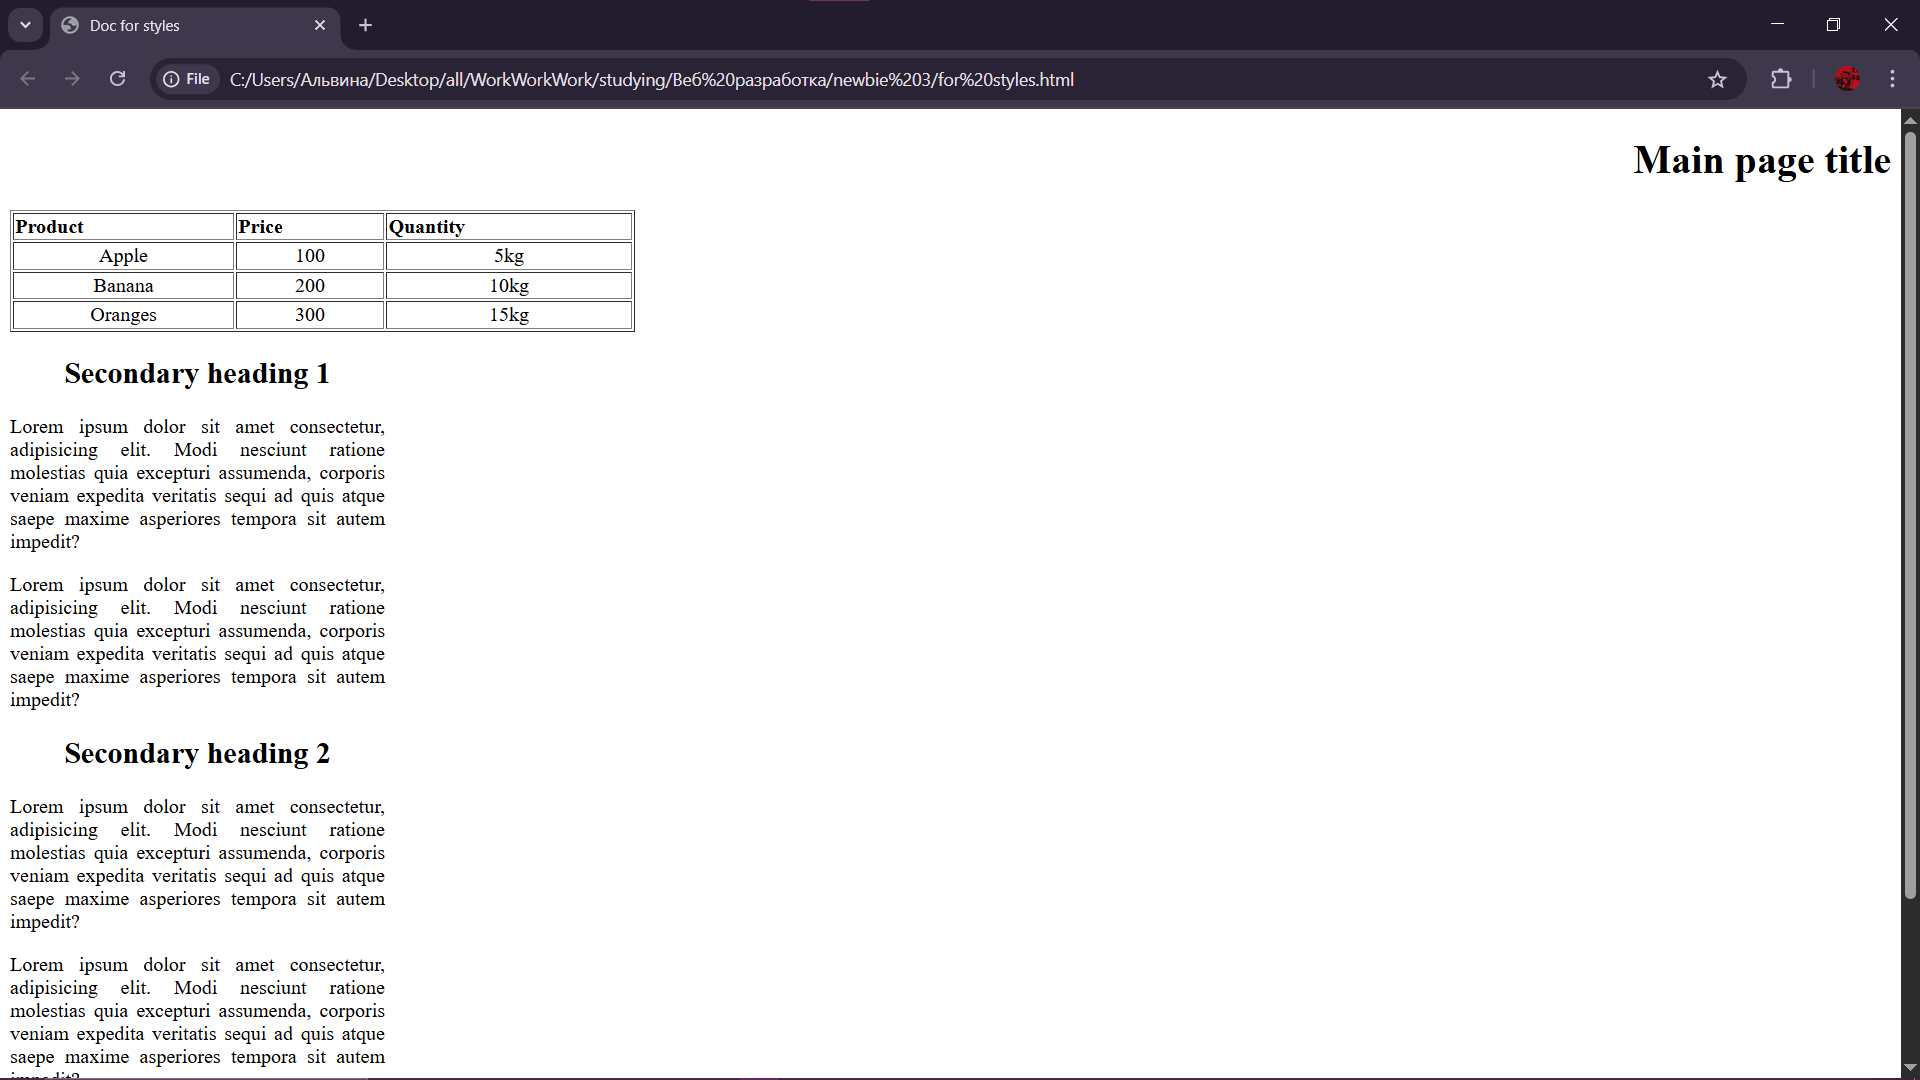 Doc for styles
File C:/Users/Альвина/Desktop/all/WorkWorkWork/studying/Веб%20разработка/newbie%203/for%20styles.html
Main page title
Product Price Quantity
Apple 100 5kg
Banana 200 10kg
Oranges 300 15kg
Secondary heading 1
Lorem ipsum dolor sit amet consectetur,
adipisicing elit. Modi nesciunt ratione
molestias quia excepturi assumenda, corporis
veniam expedita veritatis sequi ad quis atque
saepe maxime asperiores tempora sit autem
impedit?
Lorem ipsum dolor sit amet consectetur,
adipisicing elit. Modi nesciunt ratione
molestias quia excepturi assumenda, corporis
veniam expedita veritatis sequi ad quis atque
saepe maxime asperiores tempora sit autem
impedit?
Secondary heading 2
Lorem ipsum dolor sit amet consectetur,
adipisicing elit. Modi nesciunt ratione
molestias quia excepturi assumenda, corporis
veniam expedita veritatis sequi ad quis atque
saepe maxime asperiores tempora sit autem
impedit?
Lorem ipsum dolor sit amet consectetur,
adipisicing elit. Modi nesciunt ratione
molestias quia excepturi assumenda, corporis
veniam expedita veritatis sequi ad quis atque
saepe maxime asperiores tempora sit autem